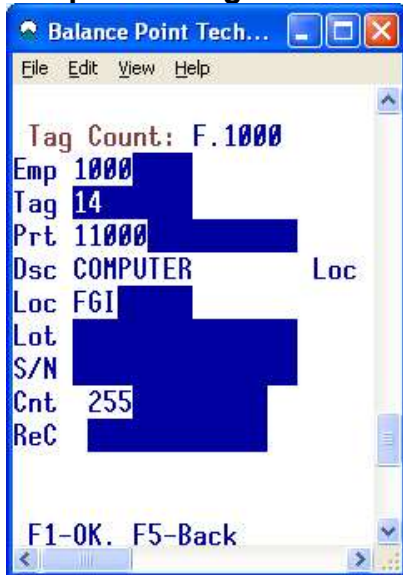 Balance Point Tech...
File Edit View Help
Tag Count: F.1000
Emp 1000
Tag 14
Prt 11000
Dsc COMPUTER Loc
Loc FGI
Lot
S/N
Cnt 255
ReC
F1-OK. F5-Back